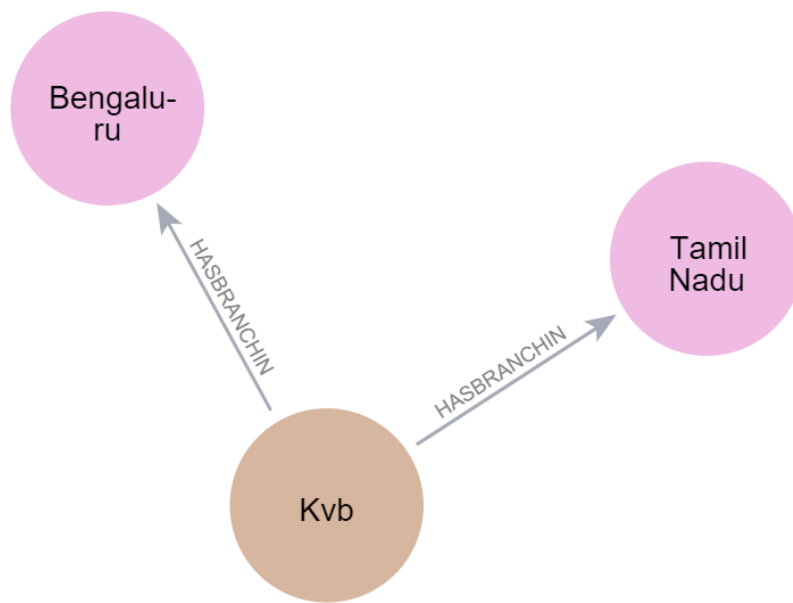 Bengalu-
ru
Tamil
Nadu
HASBRANCHIN
HASBRANCHIN
Kvb